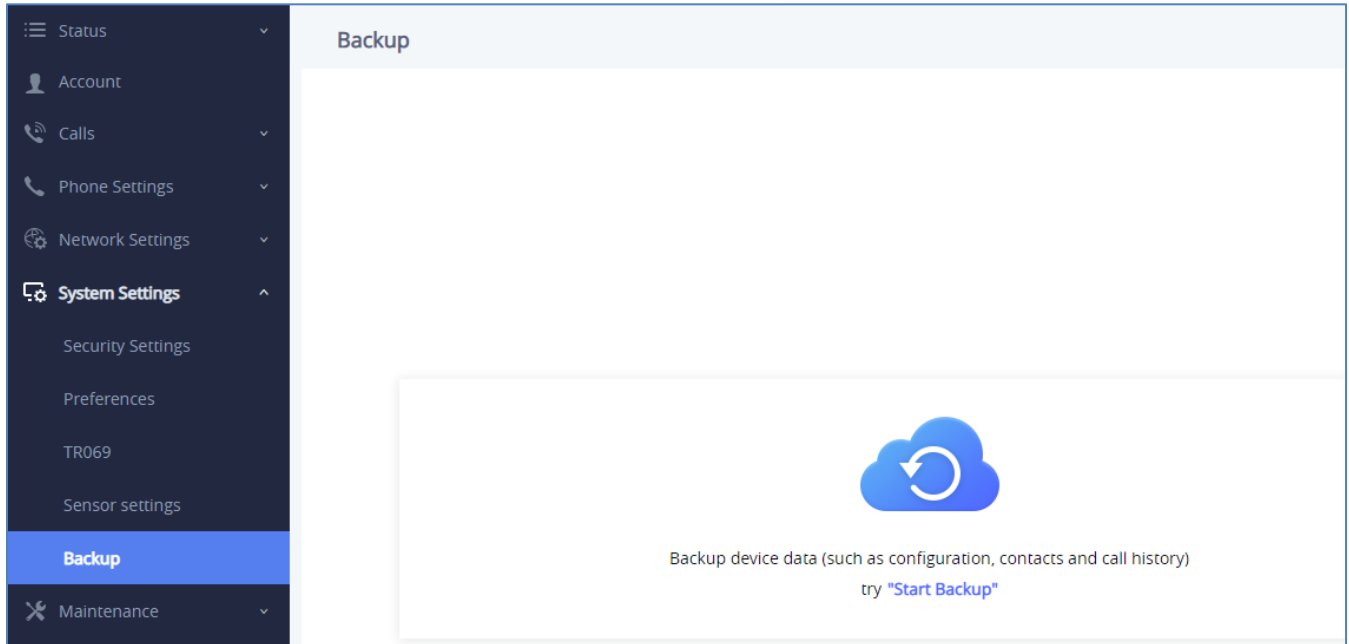 Status
Account
Calls
Phone Settings
Network Settings
System Settings
Security Settings
Preferences
TR069
Sensor settings
Backup
Maintenance
Backup
Backup device data (such as configuration, contacts and call history)
try "Start Backup"